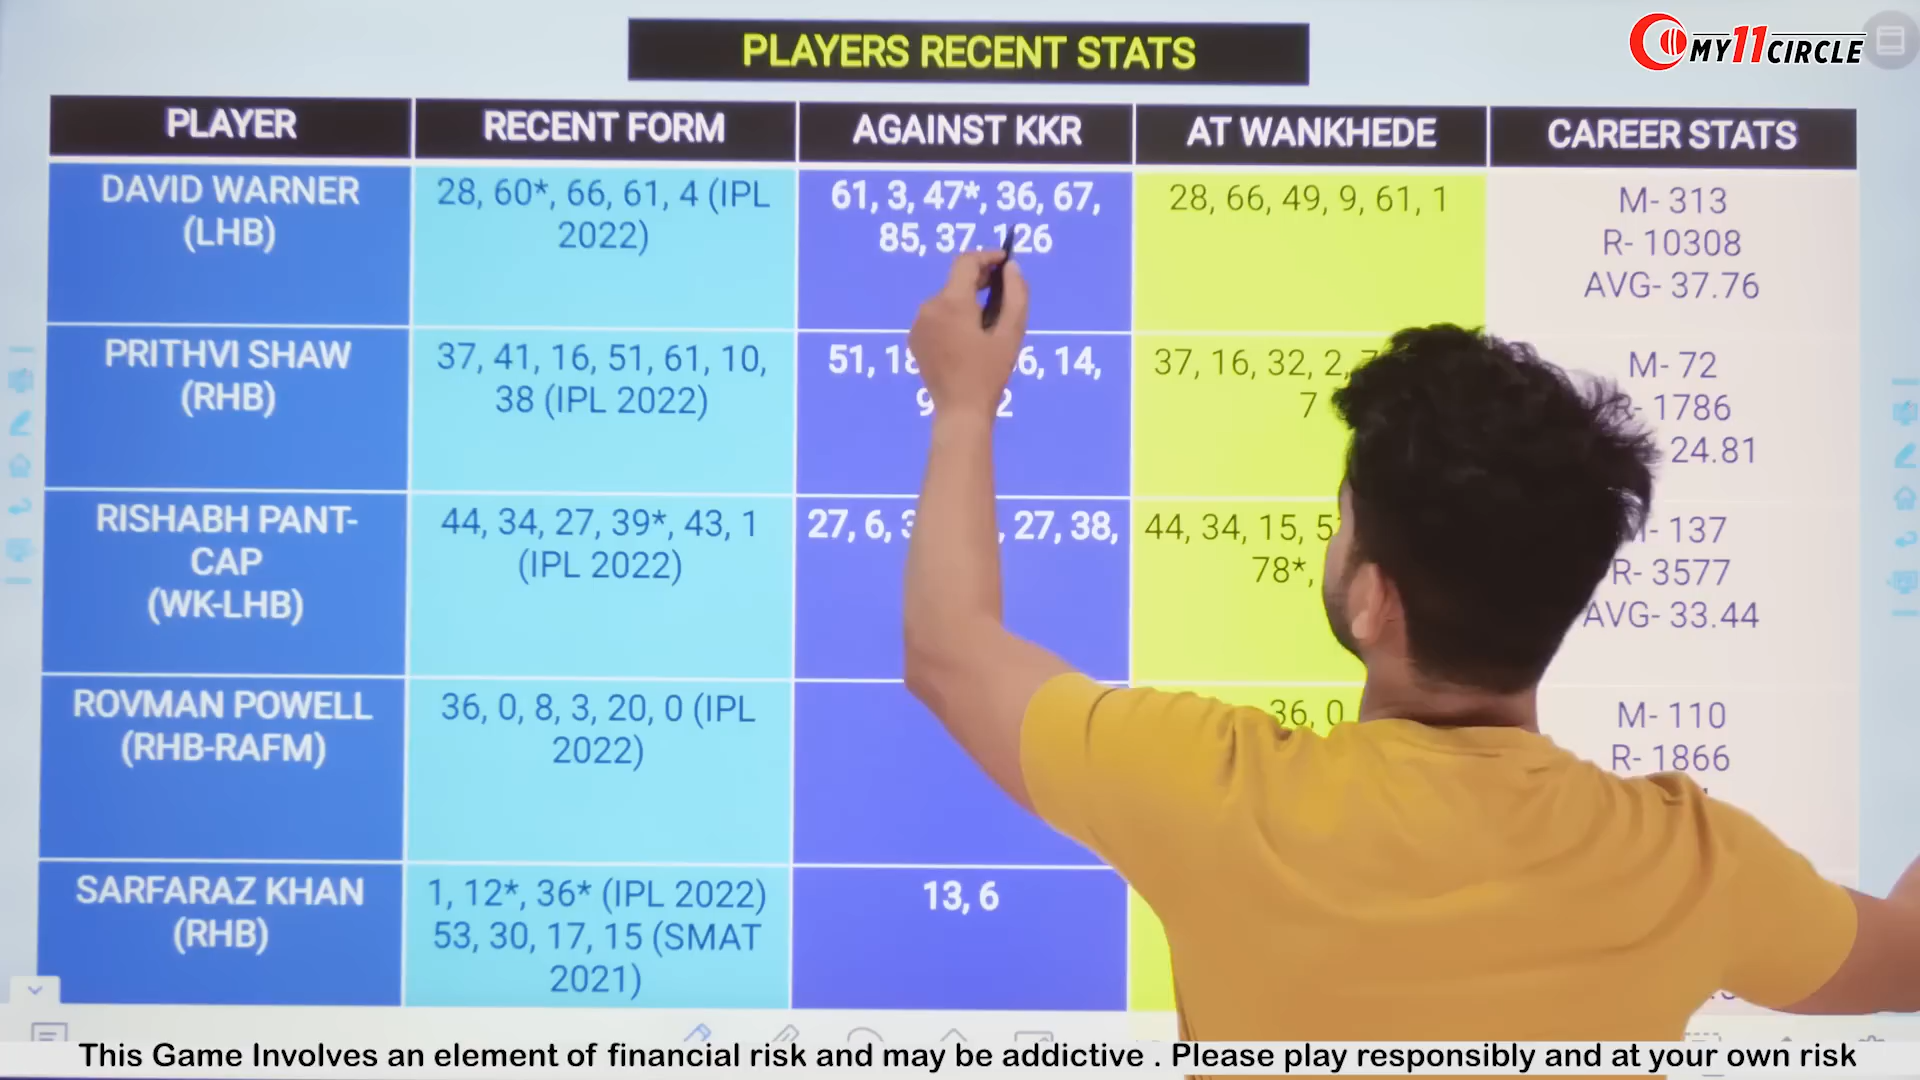 PLAYERS RECENT STATS
MY11CIRCLE
PLAYER
RECENT FORM
AGAINST KKR
AT WANKHEDE
CAREER STATS
DAVID WARNER
(LHB)
28, 60*, 66, 61, 4 (IPL
2022)
61, 3, 47*, 36, 67,
85, 37, 126
28, 66, 49, 9, 61, 1
M- 313
R- 10308
AVG- 37.76
PRITHVI SHAW
(RHB)
37, 41, 16, 51, 61, 10,
38 (IPL 2022)
51, 14,
37, 16, 32, 2,
7
M- 72
R- 1786
24.81
RISHABH PANT-
CAP
(WK-LHB)
44, 34, 27, 39*, 43, 1
(IPL 2022)
27, 6, 27, 38,
44, 34, 15,
78*,
M- 137
R- 3577
AVG- 33.44
ROVMAN POWELL
(RHB-RAFM)
36, 0, 8, 3, 20, 0 (IPL
2022)
36, 0
M- 110
R- 1866
SARFARAZ KHAN
(RHB)
1, 12*, 36* (IPL 2022)
53, 30, 17, 15 (SMAT
2021)
13, 6
This Game Involves an element of financial risk and may be addictive . Please play responsibly and at your own risk